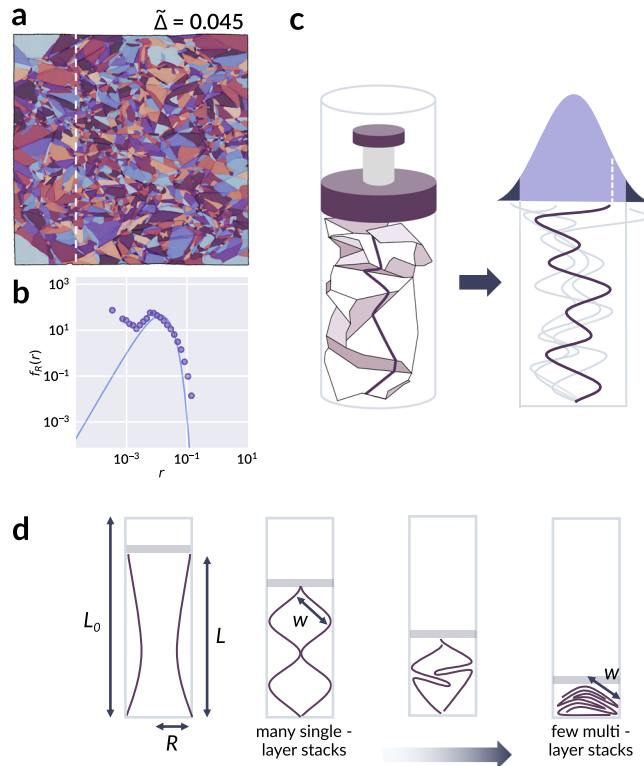 a
Δ̃ = 0.045
c
b
10³
10¹
10⁻¹
10⁻³
f_R(r)
10⁻³
10⁻¹
10¹
r
d
L₀
L
R
w
w
many single -
layer stacks
few multi -
layer stacks